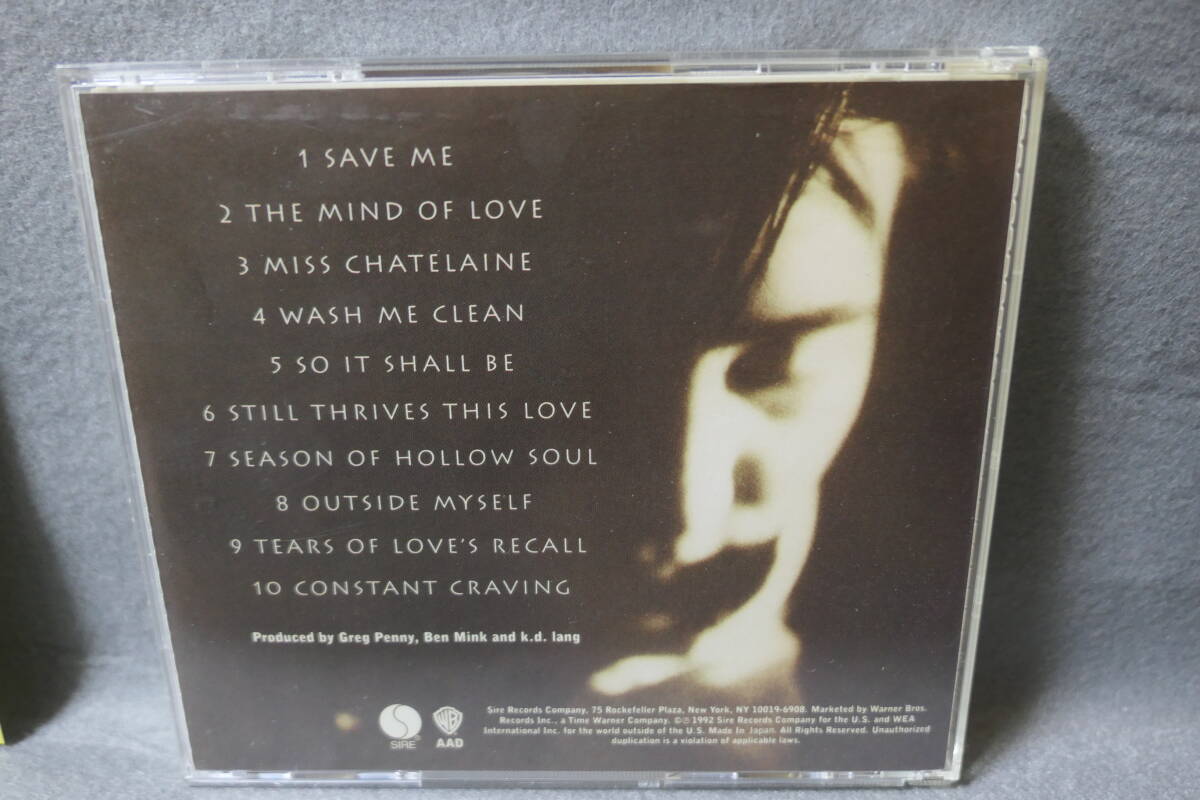 1 SAVE ME
2 THE MIND OF LOVE
3 MISS CHATELAINE
4 WASH ME CLEAN
5 SO IT SHALL BE
6 STILL THRIVES THIS LOVE
7 SEASON OF HOLLOW SOUL
8 OUTSIDE MYSELF
9 TEARS OF LOVE'S RECALL
10 CONSTANT CRAVING
Produced by Greg Penny, Ben Mink and k.d. lang
SIRE
WB
AAD
Sire Records Company, 75 Rockefeller Plaza, New York, NY 10019-6908. Marketed by Warner Bros.
Records Inc., a Time Warner Company. ©℗ 1992 Sire Records Company for the U.S. and WEA
International Inc. for the world outside of the U.S. Made In Japan. All Rights Reserved. Unauthorized
duplication is a violation of applicable laws.